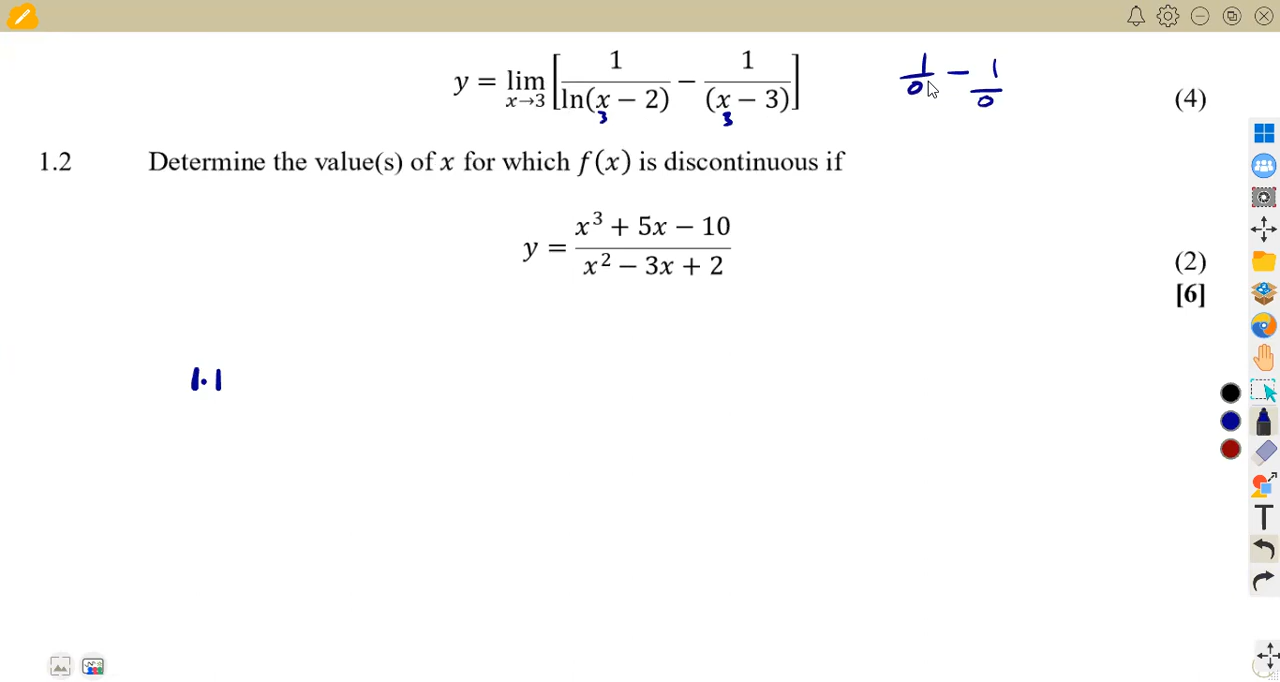 y = lim x→3 [ 1 / ln(x − 2) − 1 / (x − 3) ] 1/0 − 1/0 (4)
3 3
1.2 Determine the value(s) of x for which f(x) is discontinuous if
y = (x³ + 5x − 10) / (x² − 3x + 2)
(2)
[6]
1.1
T